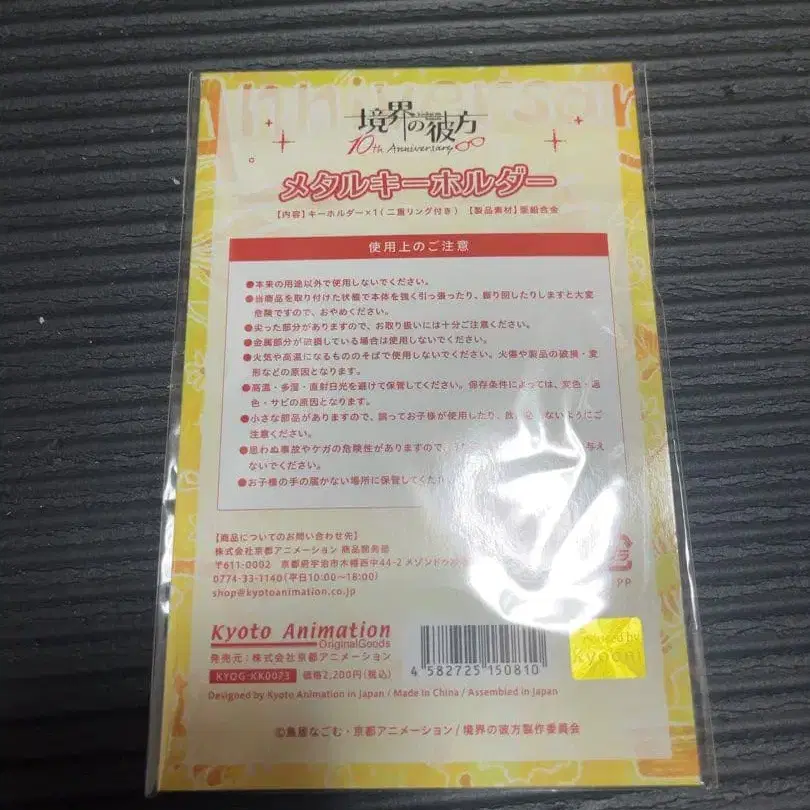 境界の彼方
10th Anniversary
メタルキーホルダー
【内容】キーホルダー×1(二重リング付き) 【製品素材】亜鉛合金
使用上のご注意
●本来の用途以外で使用しないでください。
●当商品を取り付けた状態で本体を強く引っ張ったり、振り回したりしますと大変
危険ですので、おやめください。
●尖った部分がありますので、お取り扱いには十分ご注意ください。
●金属部分が破損している場合は使用しないでください。
●火気や高温になるもののそばで使用しないでください。火傷や製品の破損・変
形などの原因となります。
●高温・多湿・直射日光を避けて保管してください。保存条件によっては、変色・退
色・サビの原因となります。
●小さな部品がありますので、誤ってお子様が使用したり、飲み込まないようにご
注意ください。
●思わぬ事故やケガの危険性がありますので 与え
ないでください。
●お子様の手の届かない場所に保管してくだ
【商品についてのお問い合わせ先】
株式会社京都アニメーション 商品開発部
〒611-0002 京都府宇治市木幡西中44-2 メゾンドゥ
0774-33-1140(平日10:00~18:00)
shop@kyotoanimation.co.jp
プラ
PP
Kyoto Animation
OriginalGoods
発売元:株式会社京都アニメーション
KYOG-KK0073 価格2,200円(税込)
4 582725 150810
Designed by Kyoto Animation in Japan / Made in China / Assembled in Japan
©鳥居なごむ・京都アニメーション/境界の彼方製作委員会